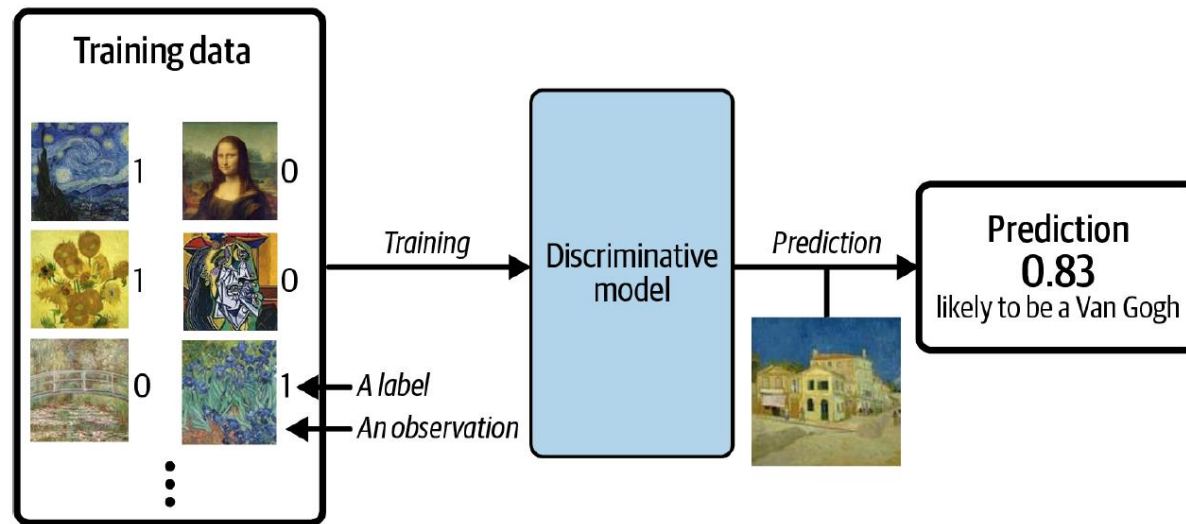 Training data
1
0
1
0
0
1
A label
An observation
Training
Discriminative
model
Prediction
Prediction
0.83
likely to be a Van Gogh